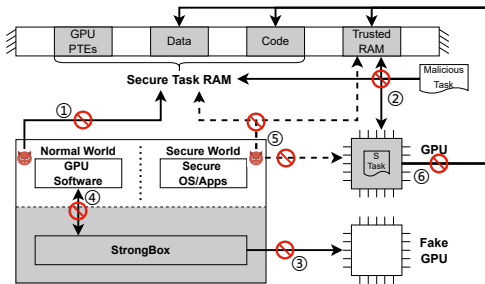 GPU
PTEs
Data
Code
Trusted
RAM
Secure Task RAM
Malicious
Task
①
②
⑤
Normal World
Secure World
GPU
Software
Secure
OS/Apps
S
Task
GPU
⑥
④
StrongBox
③
Fake
GPU